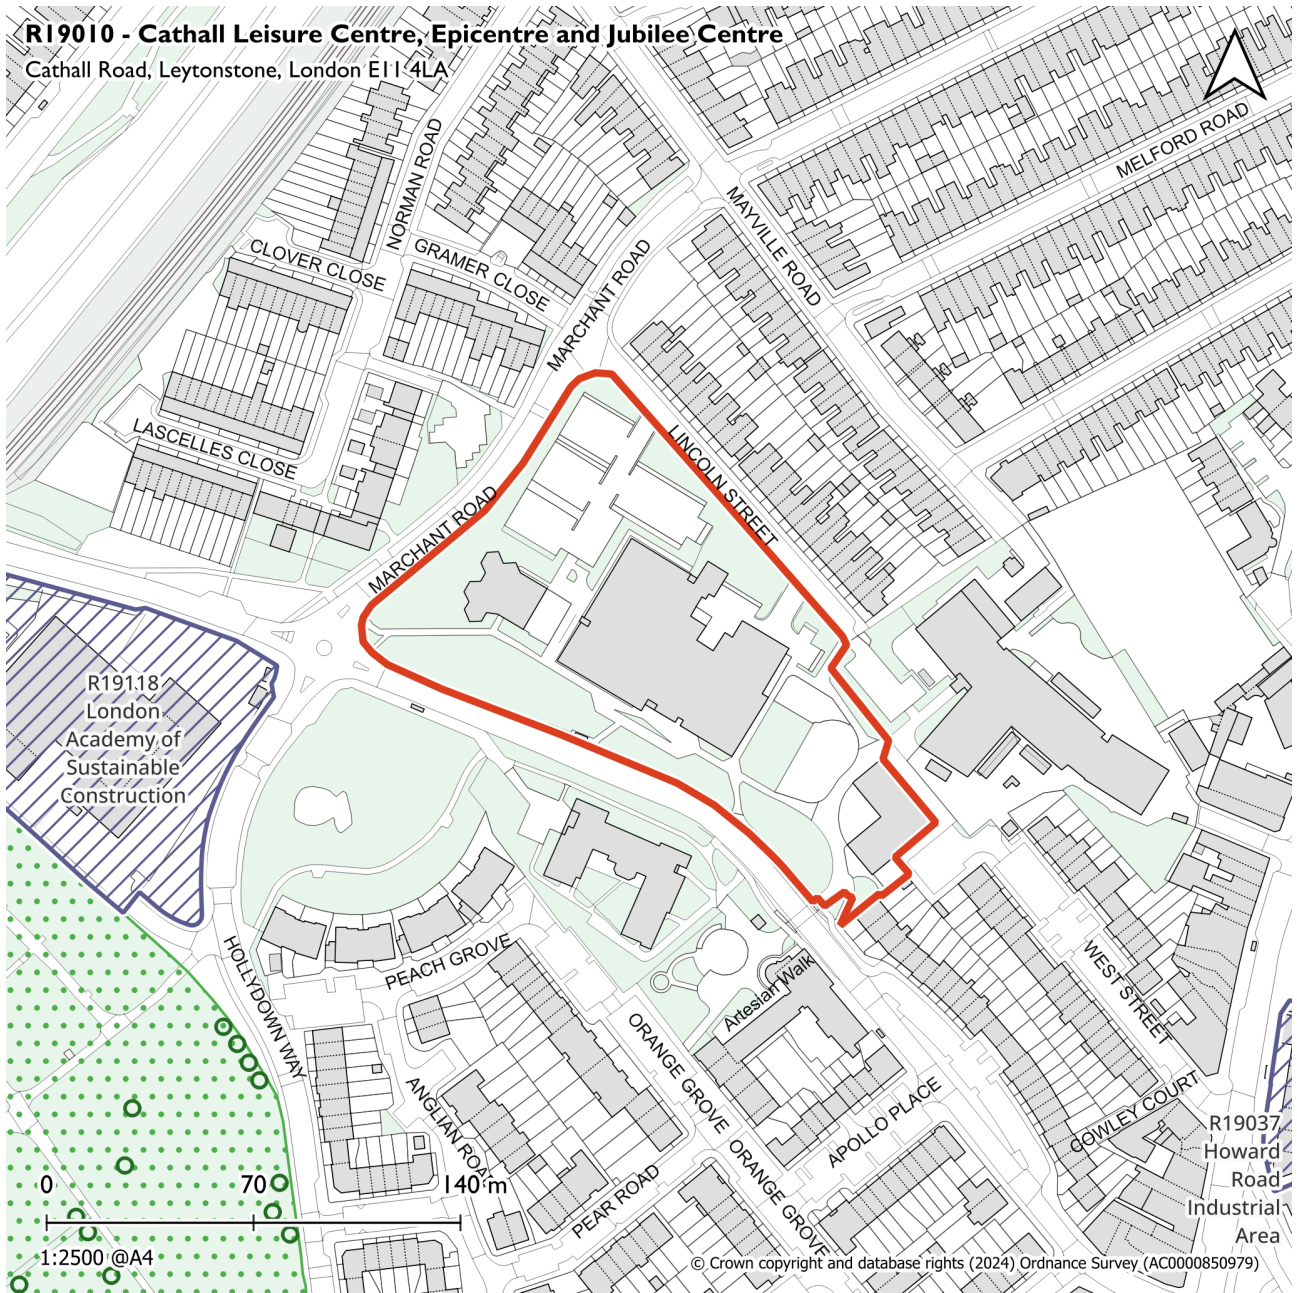 R19010 - Cathall Leisure Centre, Epicentre and Jubilee Centre
Cathall Road, Leytonstone, London E11 4LA
MELFORD ROAD
NORMAN ROAD
MAYVILLE ROAD
CLOVER CLOSE
GRAMER CLOSE
MARCHANT ROAD
LASCELLES CLOSE
LINCOLN STREET
MARCHANT ROAD
R19118
London
Academy of
Sustainable
Construction
HOLLYDOWN WAY
PEACH GROVE
Artesian Walk
WEST STREET
ORANGE GROVE
ANGLIAN ROAD
APOLLO PLACE
COWLEY COURT
ORANGE GROVE
PEAR ROAD
R19037
Howard
Road
Industrial
Area
0 70 140 m
1:2500 @A4
© Crown copyright and database rights (2024) Ordnance Survey (AC0000850979)